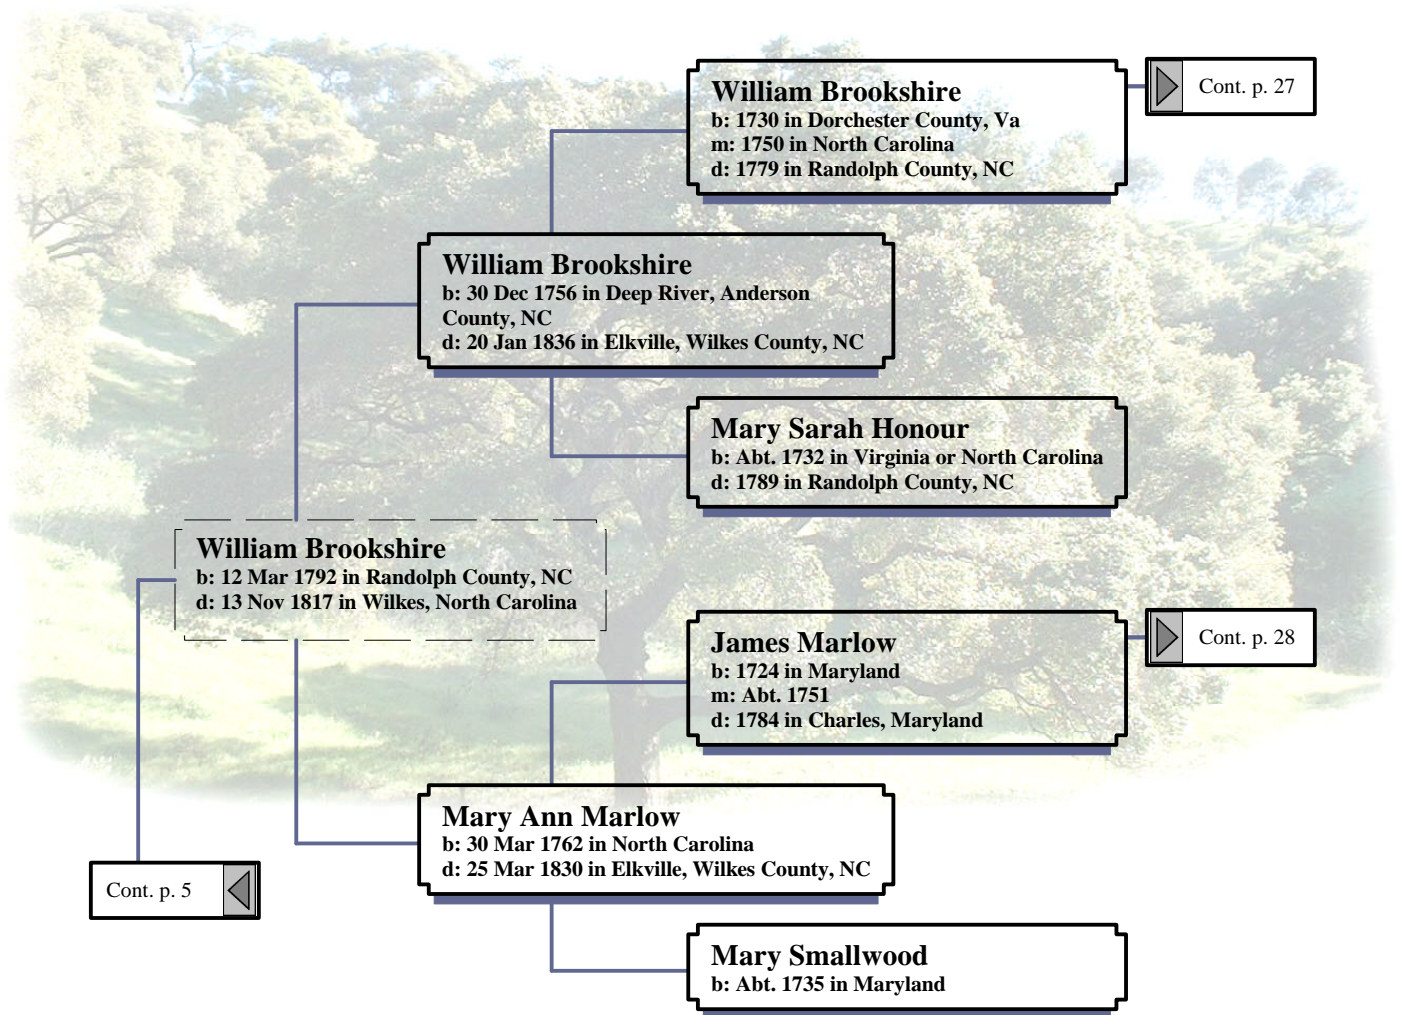 William Brookshire
b: 1730 in Dorchester County, Va
m: 1750 in North Carolina
d: 1779 in Randolph County, NC
Cont. p. 27
William Brookshire
b: 30 Dec 1756 in Deep River, Anderson
County, NC
d: 20 Jan 1836 in Elkville, Wilkes County, NC
Mary Sarah Honour
b: Abt. 1732 in Virginia or North Carolina
d: 1789 in Randolph County, NC
William Brookshire
b: 12 Mar 1792 in Randolph County, NC
d: 13 Nov 1817 in Wilkes, North Carolina
James Marlow
b: 1724 in Maryland
m: Abt. 1751
d: 1784 in Charles, Maryland
Cont. p. 28
Mary Ann Marlow
b: 30 Mar 1762 in North Carolina
d: 25 Mar 1830 in Elkville, Wilkes County, NC
Cont. p. 5
Mary Smallwood
b: Abt. 1735 in Maryland